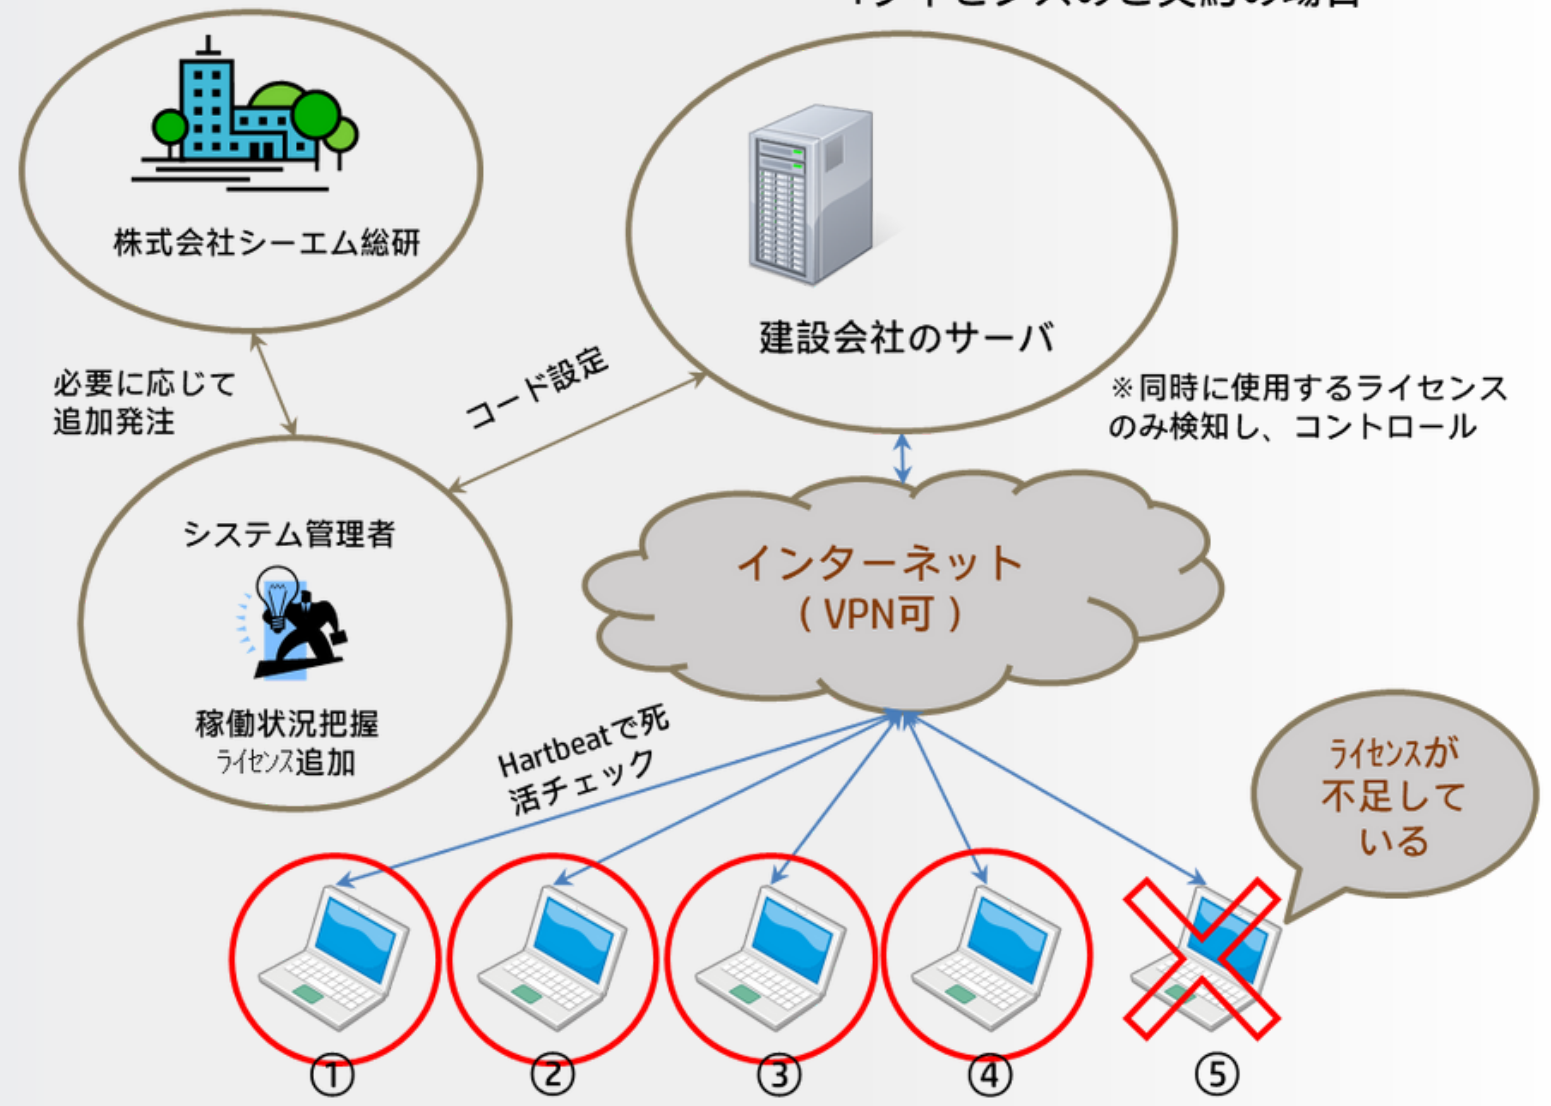 株式会社シーエム総研
建設会社のサーバ
必要に応じて
追加発注
コード設定
※同時に使用するライセンス
のみ検知し、コントロール
システム管理者
稼働状況把握
ライセンス追加
インターネット
（VPN可）
Hartbeatで死
活チェック
ライセンスが
不足して
いる
①
②
③
④
⑤